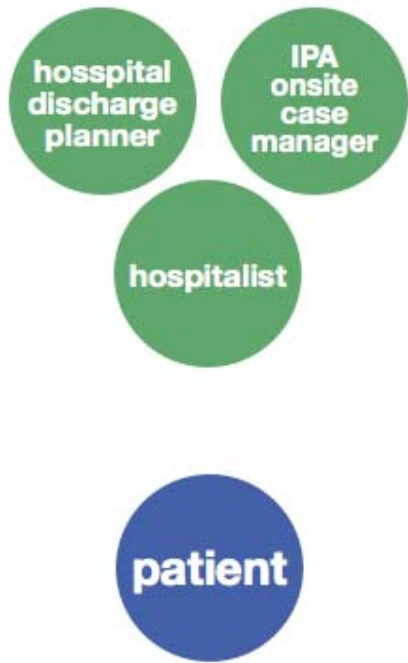 hosspital
discharge
planner
IPA
onsite
case
manager
hospitalist
patient